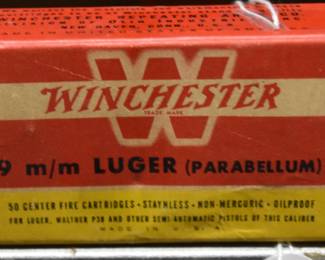 WINCHESTER
TRADE MARK
9 m/m LUGER (PARABELLUM)
50 CENTER FIRE CARTRIDGES - STAYNLESS - NON-MERCURIC - OILPROOF
FOR LUGER, WALTHER P38 AND OTHER SEMI-AUTOMATIC PISTOLS OF THIS CALIBER
MADE IN U.S.A.